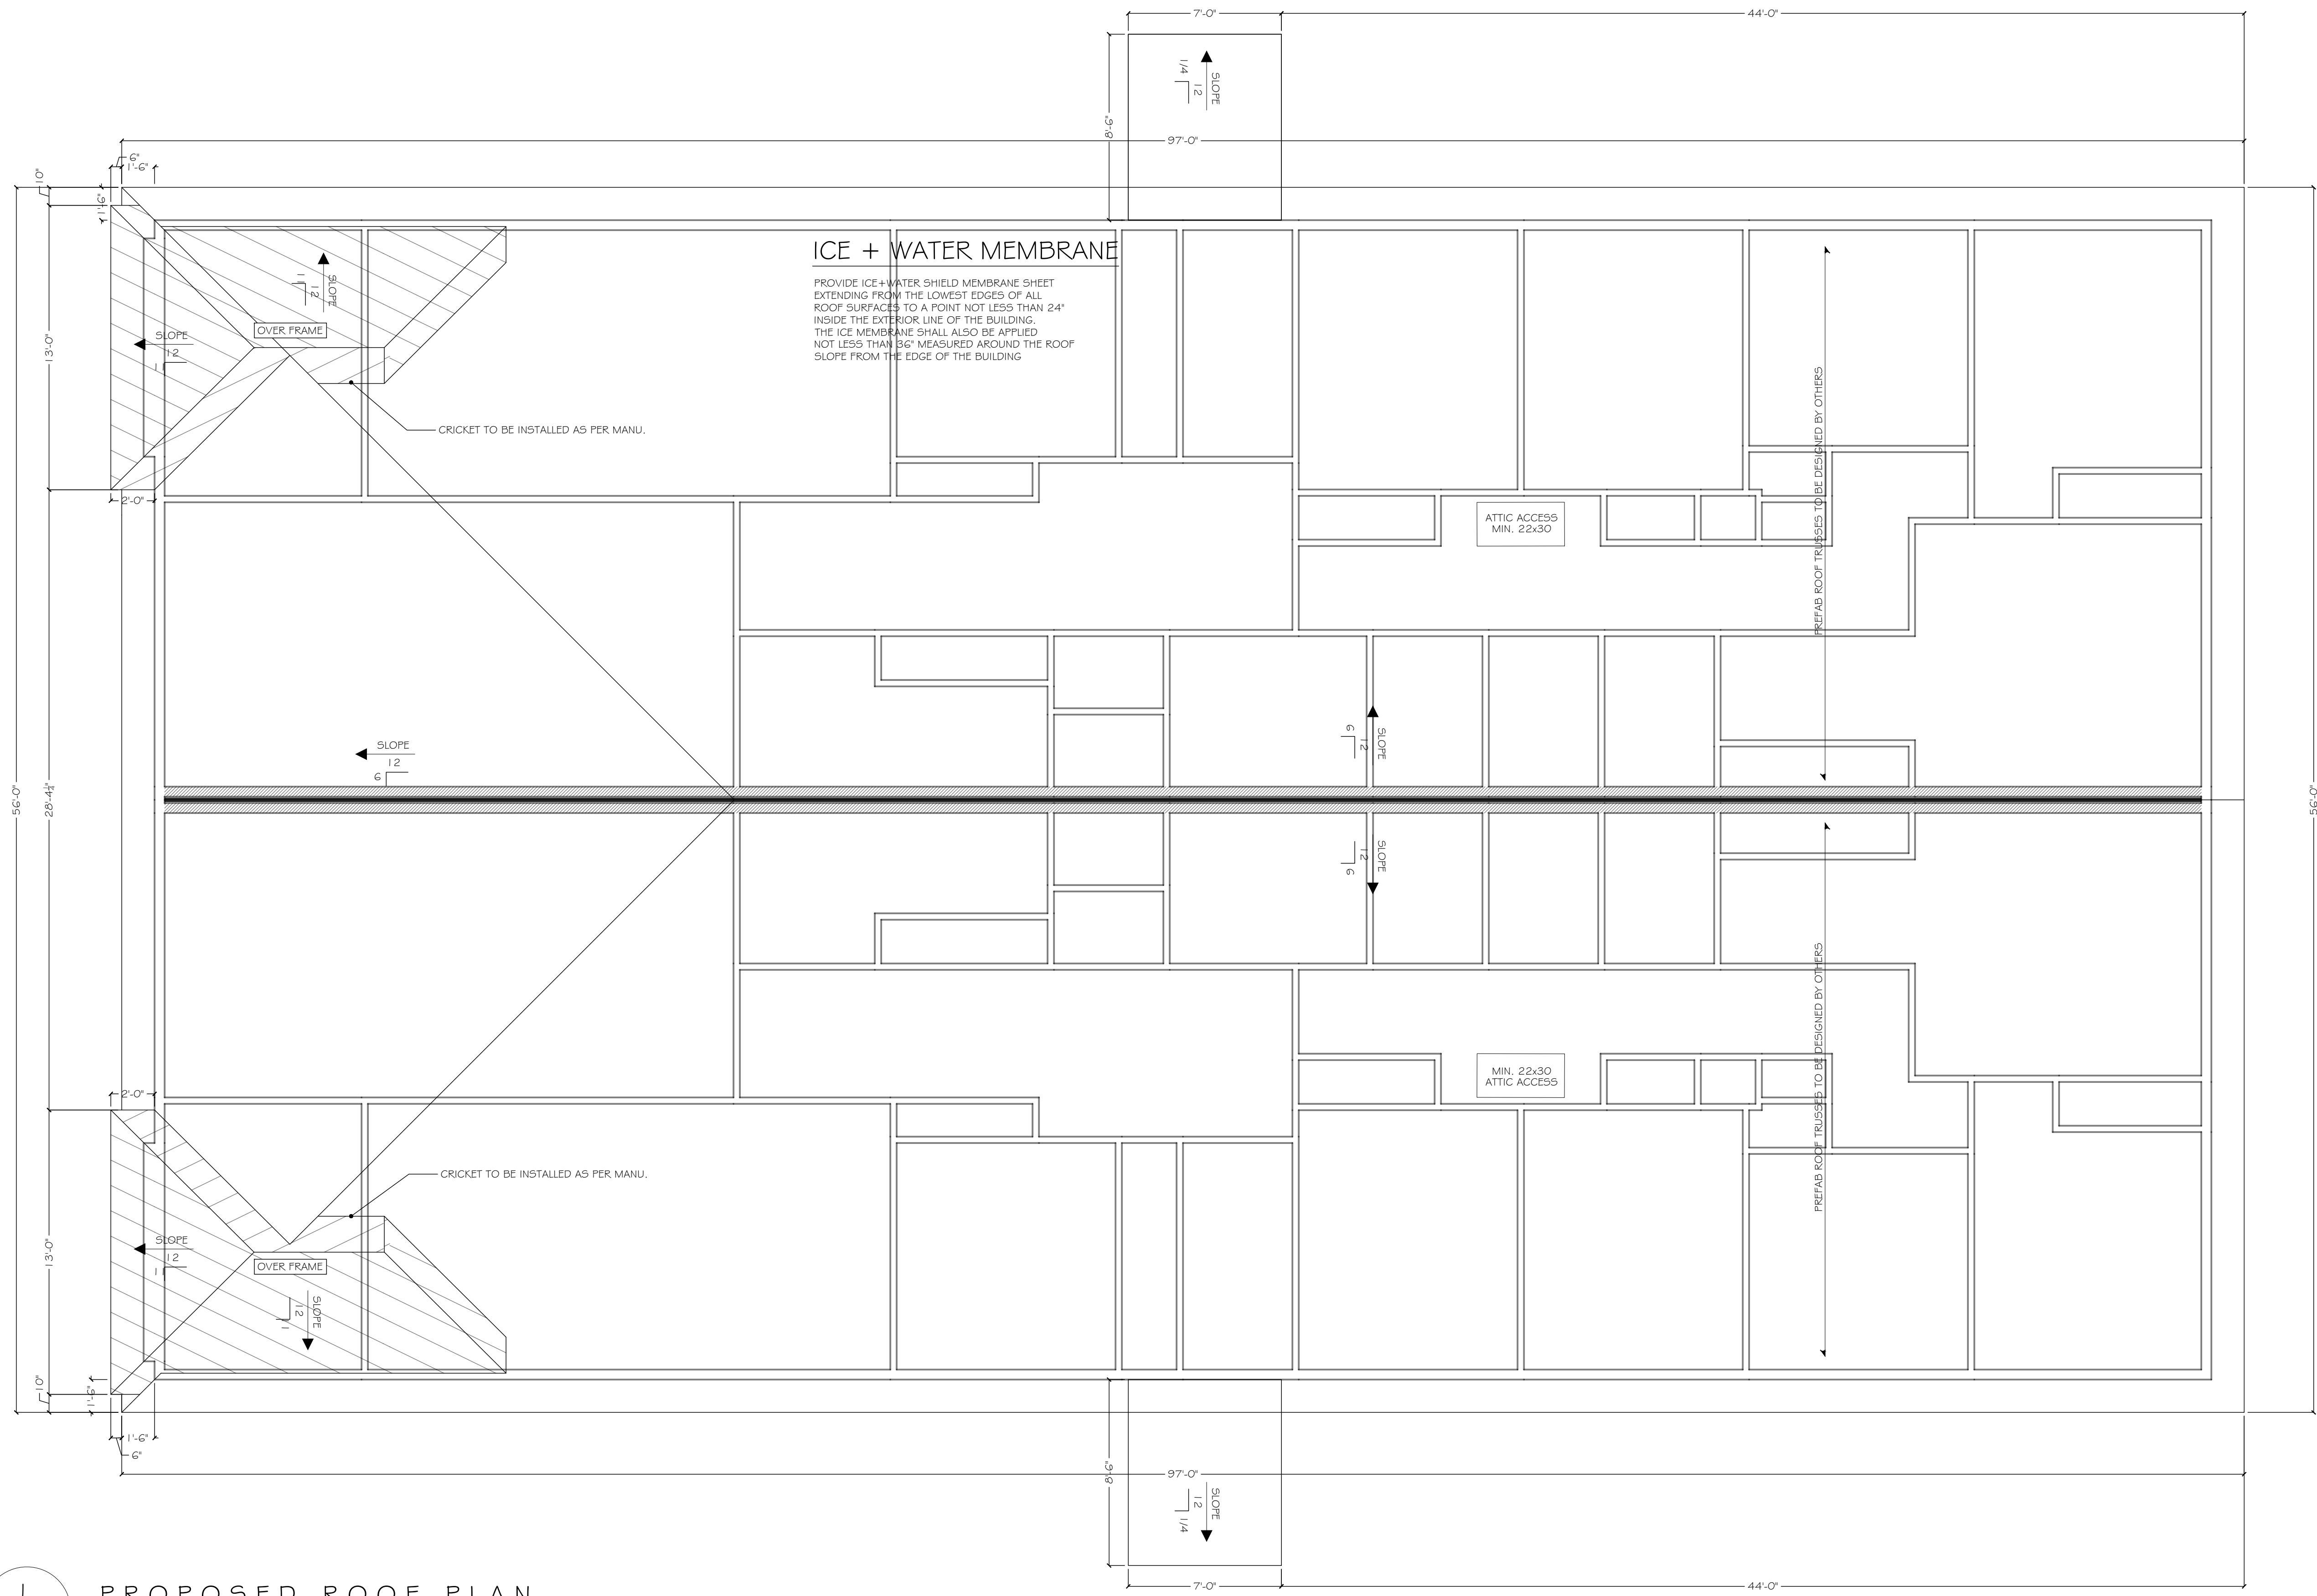 7'-0"
44'-0"
1/4
12
SLOPE
8'-6"
97'-0"
6"
1'-6"
10"
1'-6"
ICE + WATER MEMBRANE
PROVIDE ICE+WATER SHIELD MEMBRANE SHEET
EXTENDING FROM THE LOWEST EDGES OF ALL
ROOF SURFACES TO A POINT NOT LESS THAN 24"
INSIDE THE EXTERIOR LINE OF THE BUILDING.
THE ICE MEMBRANE SHALL ALSO BE APPLIED
NOT LESS THAN 36" MEASURED AROUND THE ROOF
SLOPE FROM THE EDGE OF THE BUILDING
SLOPE
12
OVER FRAME
SLOPE
12
13'-0"
CRICKET TO BE INSTALLED AS PER MANU.
2'-0"
ATTIC ACCESS
MIN. 22x30
PREFAB ROOF TRUSSES TO BE DESIGNED BY OTHERS
SLOPE
12
6
6
12
SLOPE
56'-0"
28'-4 1/2"
56'-0"
6
12
SLOPE
PREFAB ROOF TRUSSES TO BE DESIGNED BY OTHERS
MIN. 22x30
ATTIC ACCESS
2'-0"
CRICKET TO BE INSTALLED AS PER MANU.
13'-0"
SLOPE
12
OVER FRAME
SLOPE
12
10"
1'-6"
1'-6"
6"
8'-6"
97'-0"
SLOPE
12
1/4
7'-0"
44'-0"
1
PROPOSED ROOF PLAN